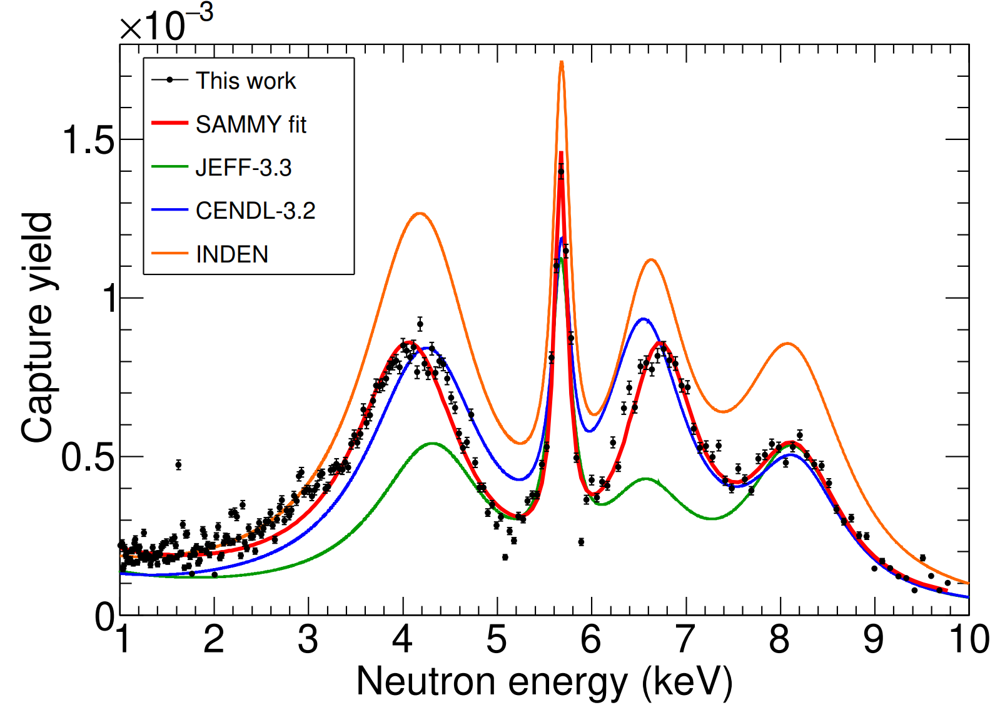 ×10⁻³
This work
SAMMY fit
JEFF-3.3
CENDL-3.2
INDEN
Capture yield
1.5
1
0.5
0
1 2 3 4 5 6 7 8 9 10
Neutron energy (keV)